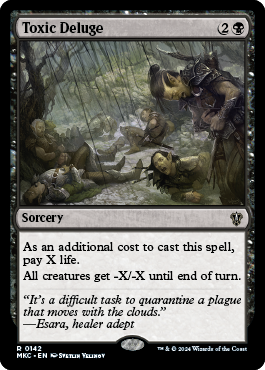 Toxic Deluge 2
Sorcery
As an additional cost to cast this spell,
pay X life.
All creatures get -X/-X until end of turn.
“It’s a difficult task to quarantine a plague
that moves with the clouds.”
—Esara, healer adept
R 0142
MKC • EN Svetlin Velinov
™ & © 2024 Wizards of the Coast